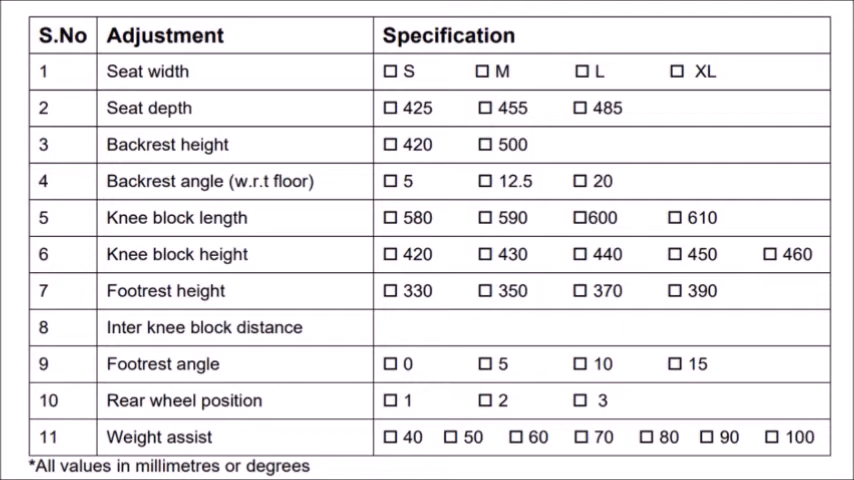 S.No Adjustment Specification
1 Seat width ☐ S ☐ M ☐ L ☐ XL
2 Seat depth ☐ 425 ☐ 455 ☐ 485
3 Backrest height ☐ 420 ☐ 500
4 Backrest angle (w.r.t floor) ☐ 5 ☐ 12.5 ☐ 20
5 Knee block length ☐ 580 ☐ 590 ☐600 ☐ 610
6 Knee block height ☐ 420 ☐ 430 ☐ 440 ☐ 450 ☐ 460
7 Footrest height ☐ 330 ☐ 350 ☐ 370 ☐ 390
8 Inter knee block distance
9 Footrest angle ☐ 0 ☐ 5 ☐ 10 ☐ 15
10 Rear wheel position ☐ 1 ☐ 2 ☐ 3
11 Weight assist ☐ 40 ☐ 50 ☐ 60 ☐ 70 ☐ 80 ☐ 90 ☐ 100
*All values in millimetres or degrees